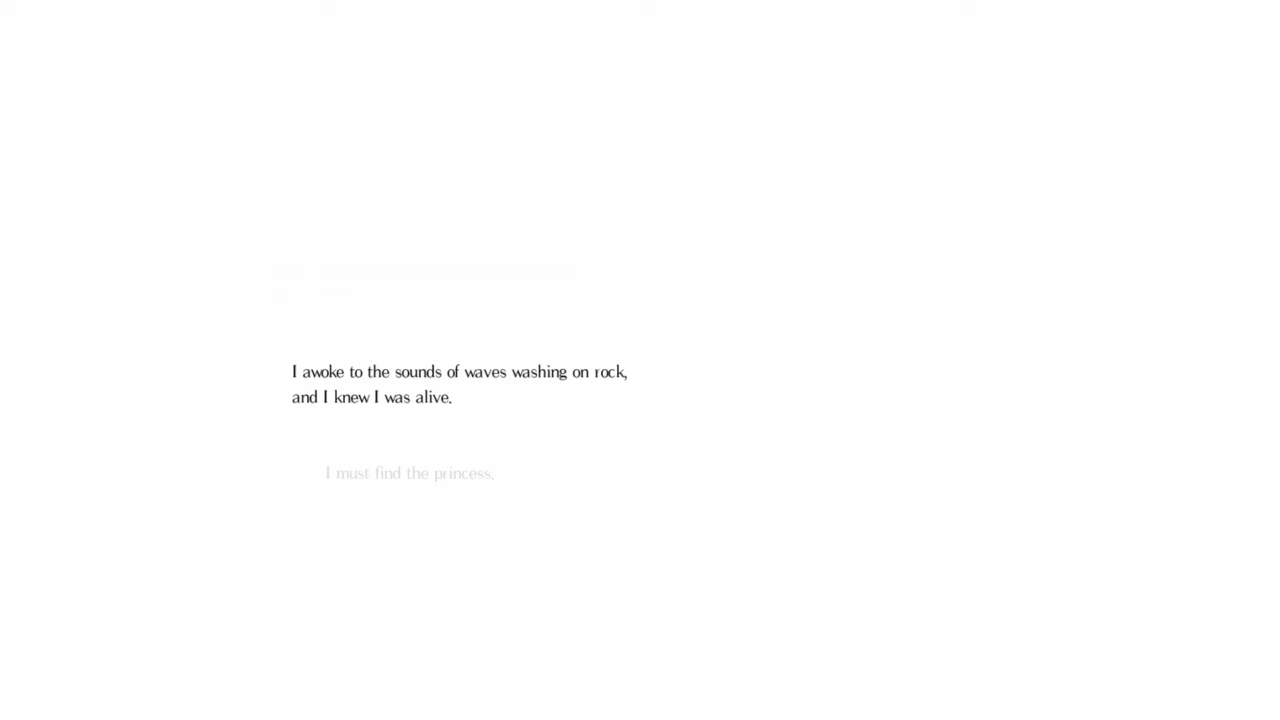 I awoke to the sounds of waves washing on rock,
and I knew I was alive.
I must find the princess.